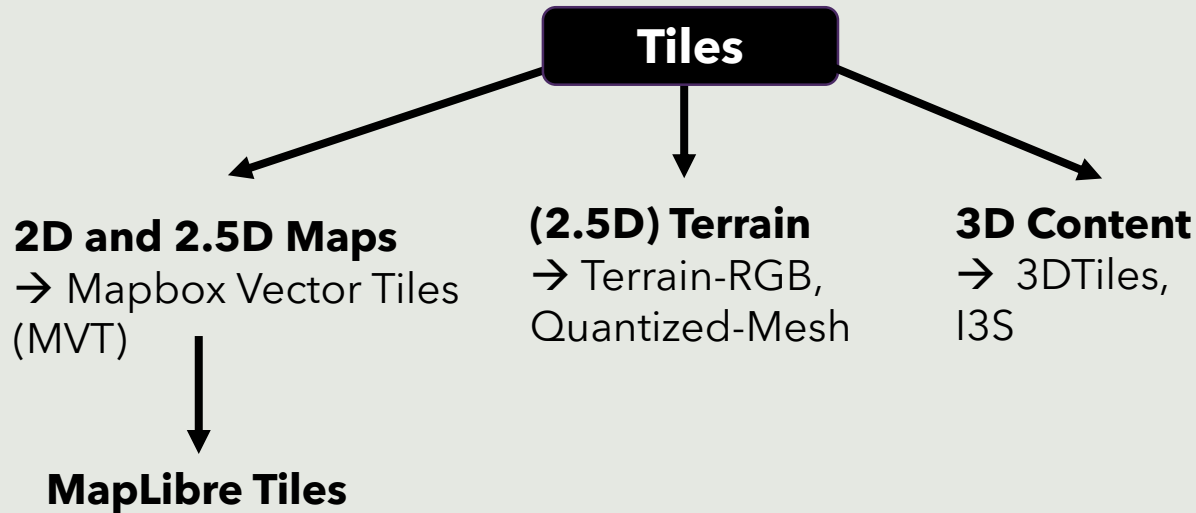 Tiles
2D and 2.5D Maps
→ Mapbox Vector Tiles
(MVT)
MapLibre Tiles
(2.5D) Terrain
→ Terrain-RGB,
Quantized-Mesh
3D Content
→ 3DTiles,
I3S